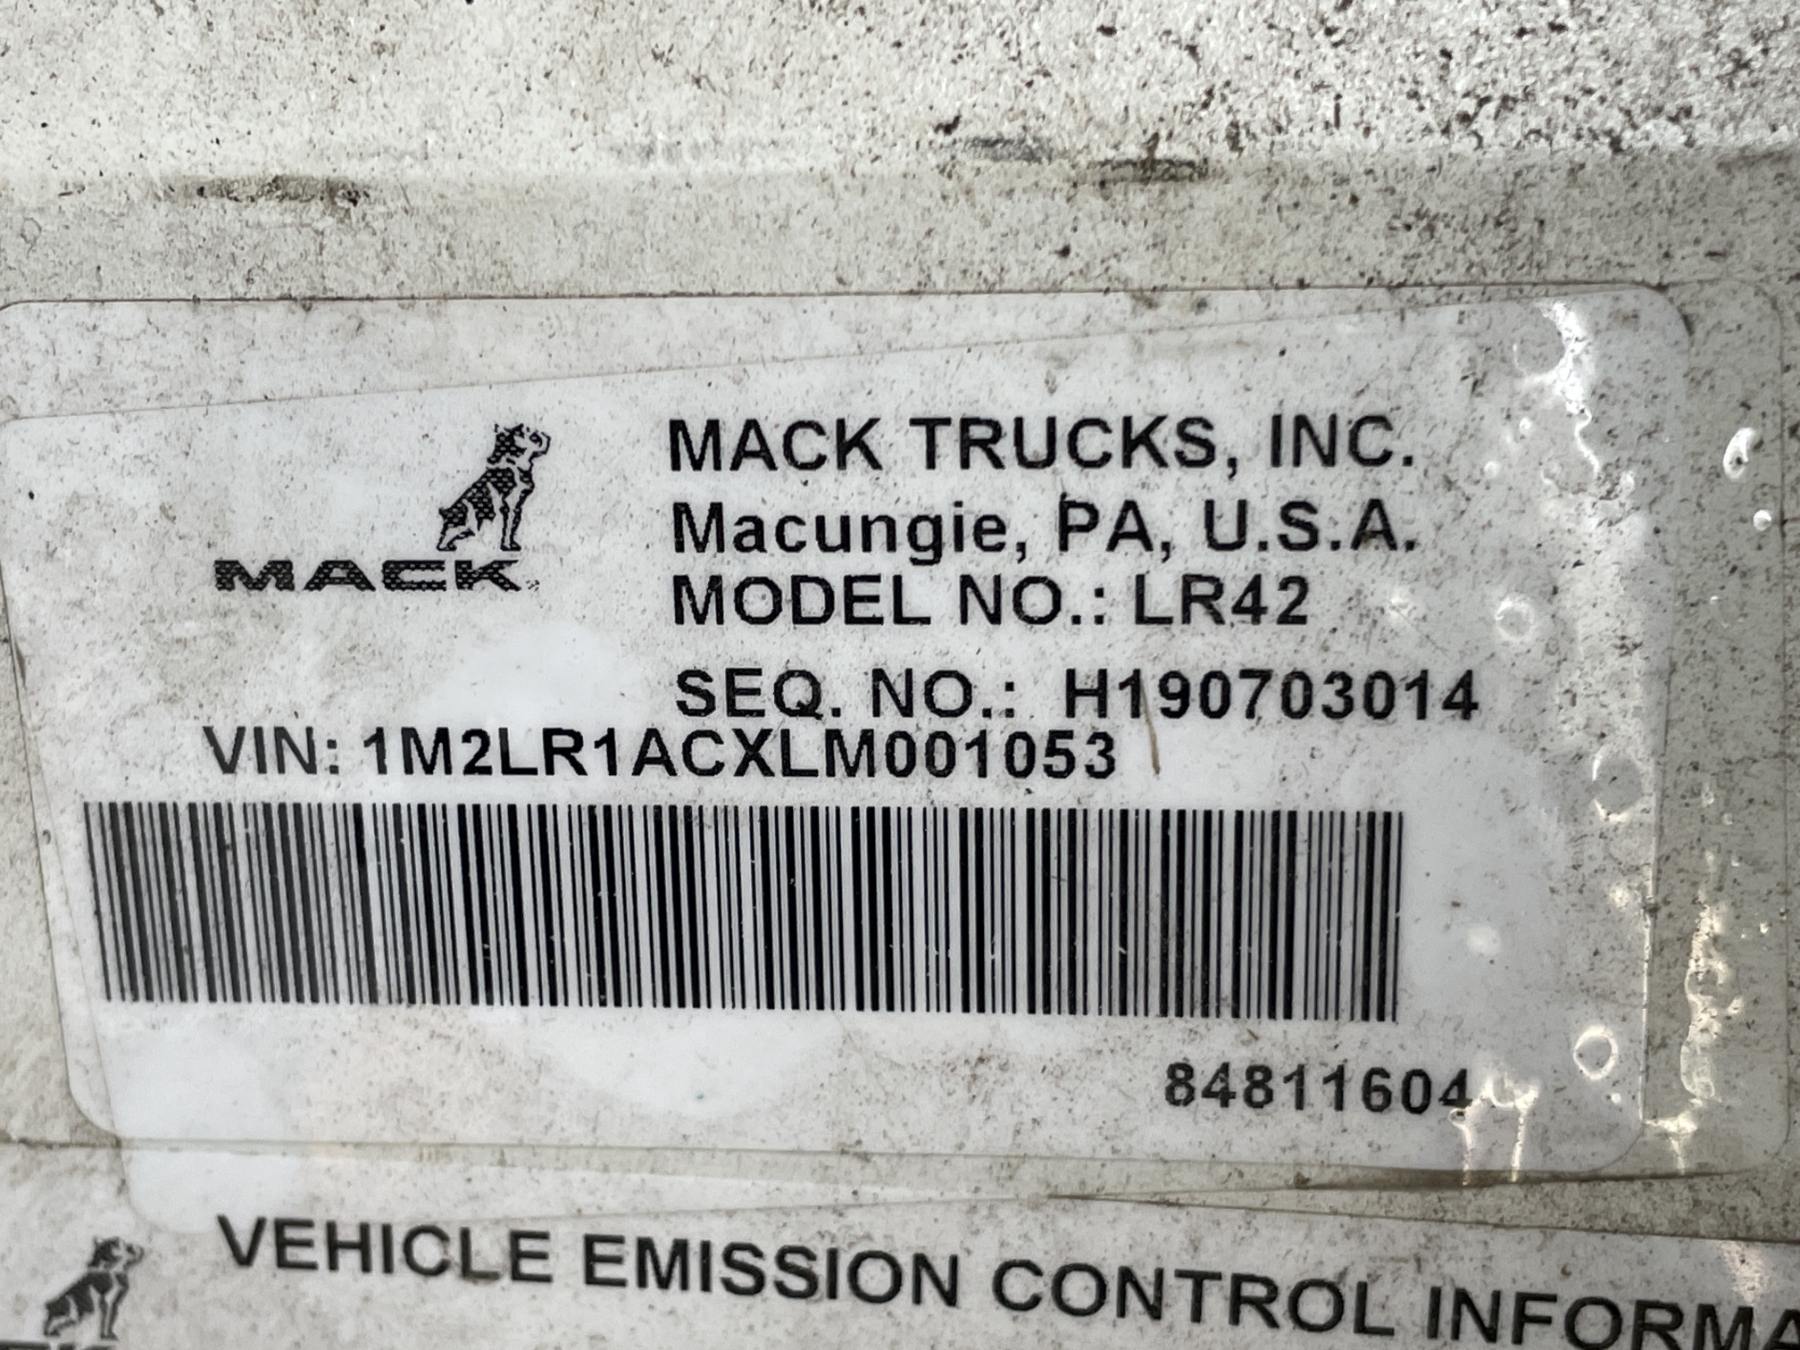 MACK TRUCKS, INC.
Macungie, PA, U.S.A.
MACK
MODEL NO.: LR42
SEQ. NO.: H190703014
VIN: 1M2LR1ACXLM001053
84811604
VEHICLE EMISSION CONTROL